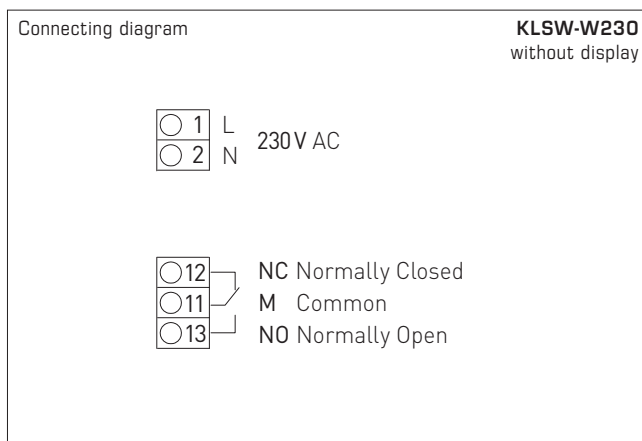 Connecting diagram
KLSW-W230
without display
1 L
2 N
230 V AC
12 NC Normally Closed
11 M Common
13 NO Normally Open